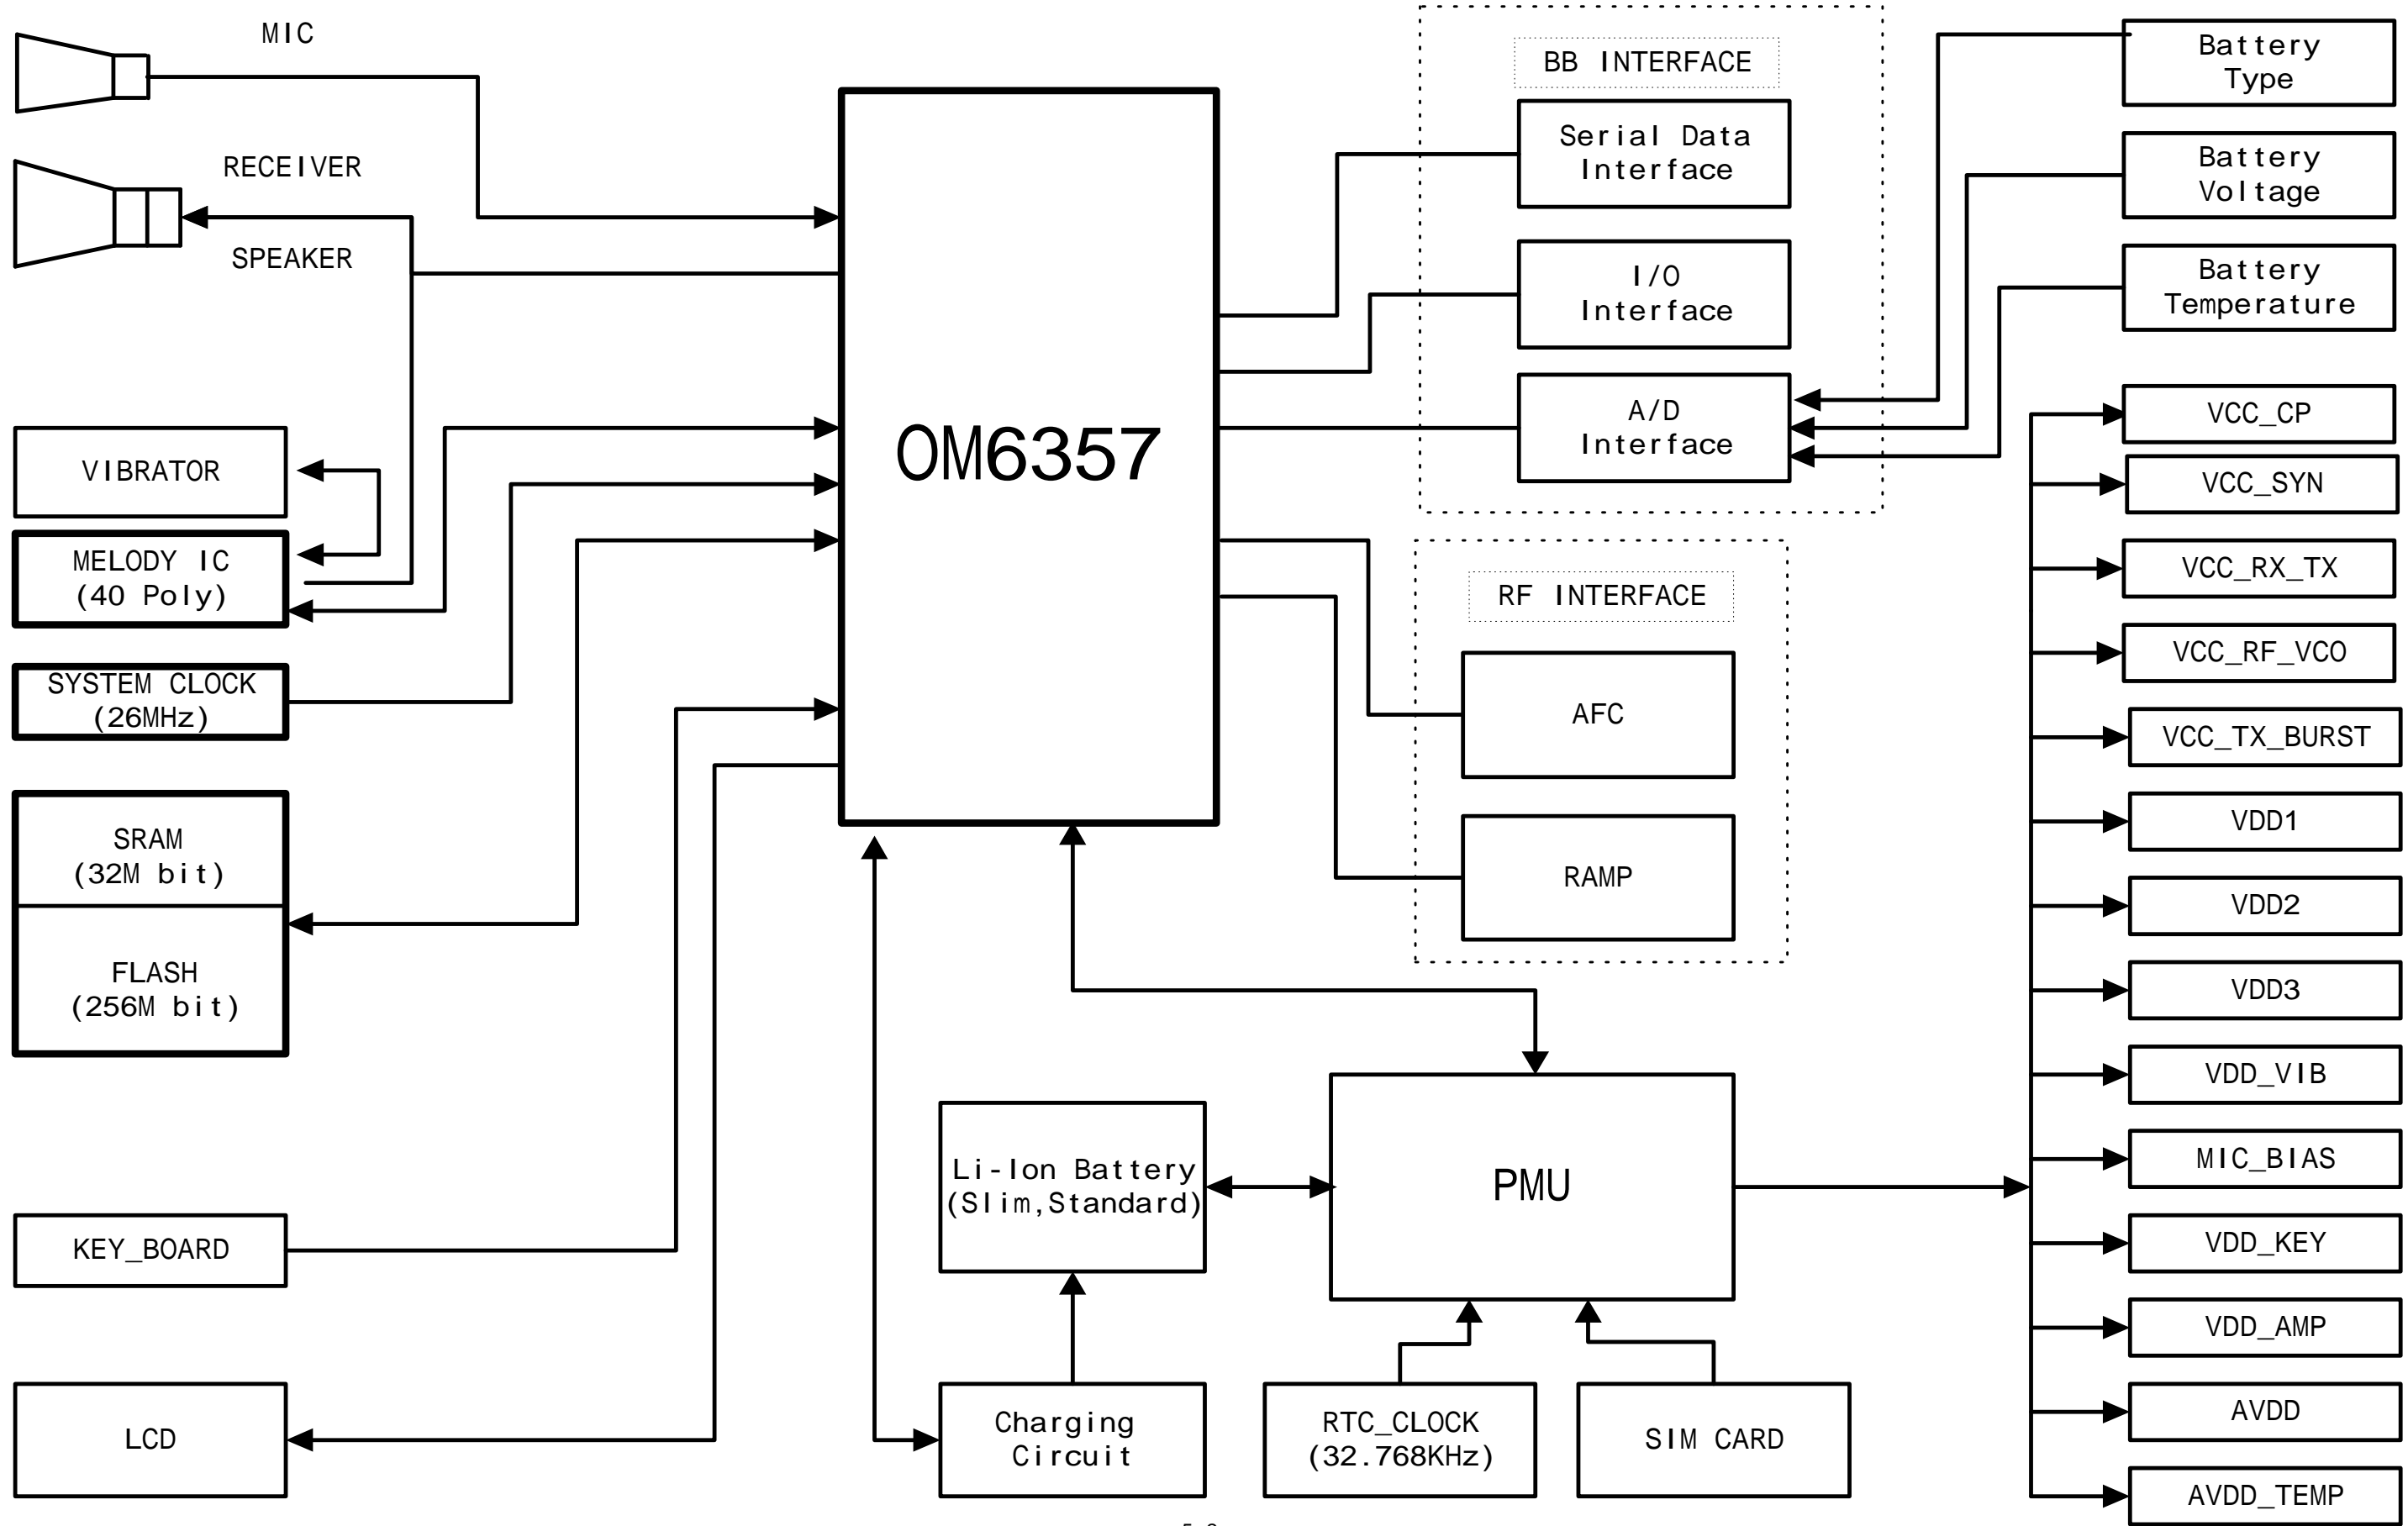 MIC
RECEIVER
SPEAKER
VIBRATOR
MELODY IC
(40 Poly)
SYSTEM CLOCK
(26MHz)
SRAM
(32M bit)
FLASH
(256M bit)
KEY_BOARD
LCD
OM6357
BB INTERFACE
Serial Data
Interface
I/O
Interface
A/D
Interface
RF INTERFACE
AFC
RAMP
Li-Ion Battery
(Slim,Standard)
PMU
Charging
Circuit
RTC_CLOCK
(32.768KHz)
SIM CARD
Battery
Type
Battery
Voltage
Battery
Temperature
VCC_CP
VCC_SYN
VCC_RX_TX
VCC_RF_VCO
VCC_TX_BURST
VDD1
VDD2
VDD3
VDD_VIB
MIC_BIAS
VDD_KEY
VDD_AMP
AVDD
AVDD_TEMP